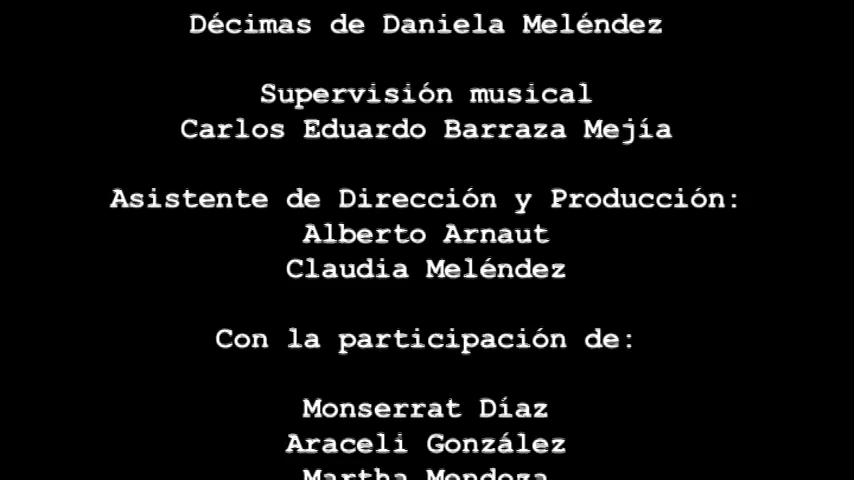 Décimas de Daniela Meléndez
Supervisión musical
Carlos Eduardo Barraza Mejía
Asistente de Dirección y Producción:
Alberto Arnaut
Claudia Meléndez
Con la participación de:
Monserrat Díaz
Araceli González
Martha Mendoza